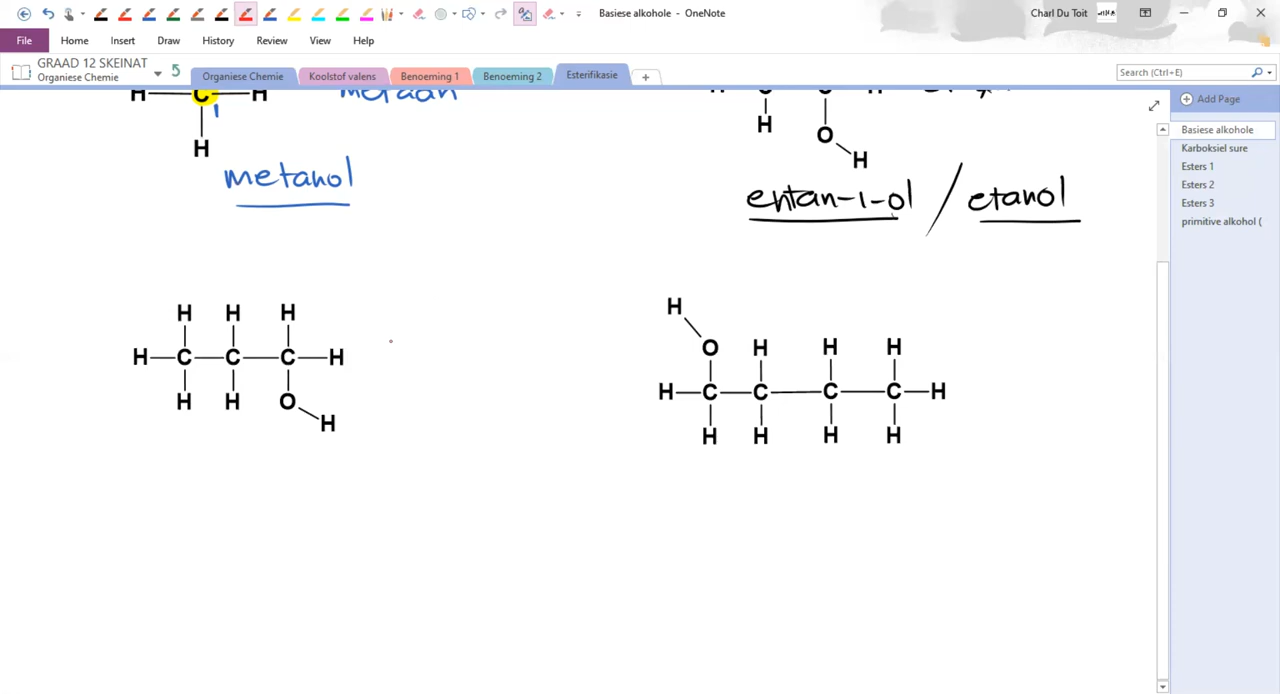 Basiese alkohole - OneNote
Charl Du Toit
File Home Insert Draw History Review View Help
GRAAD 12 SKEINAT
Organiese Chemie
Organiese Chemie Koolstof valens Benoeming 1 Benoeming 2 Esterifikasie +
Search (Ctrl+E)
Add Page
Basiese alkohole
Karboksiel sure
Esters 1
Esters 2
Esters 3
primitive alkohol (
H C H metaan
1
H
metanol
H O
H
entan-1-ol / etanol
H H H
H C C C H
H H O
H
H
O H H H
H C C C C H
H H H H